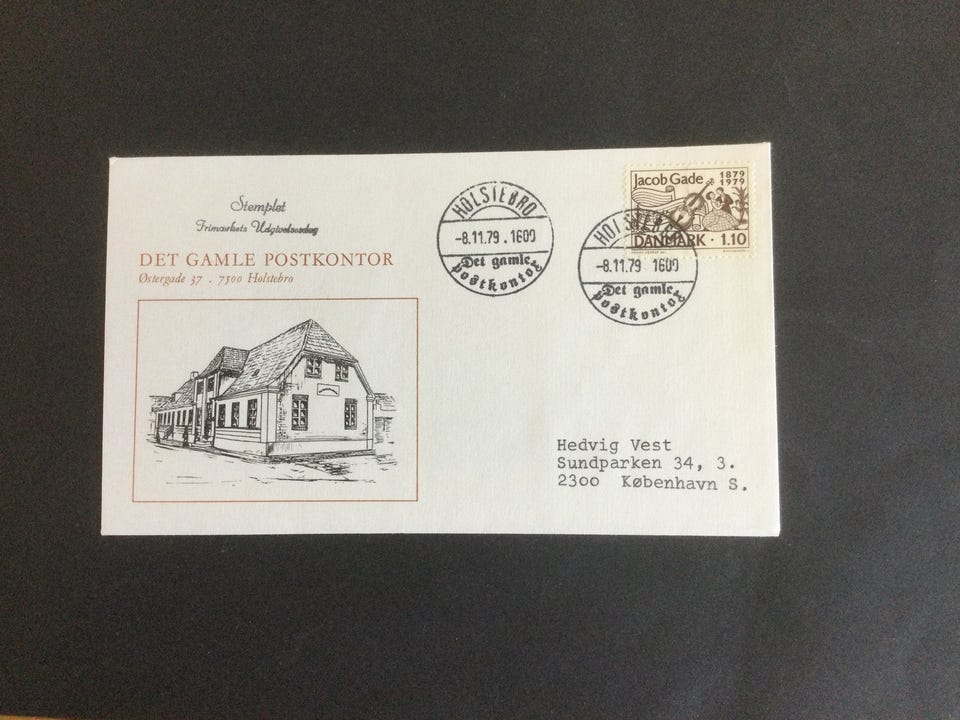 Stemplet
Frimærkets Udgivelsesdag
DET GAMLE POSTKONTOR
Østergade 37 . 7500 Holstebro
HOLSTEBRO
-8.11.79.1600
Det gamle
postkontor
Jacob Gade 1879
1979
DANMARK · 1.10
HOLSTEBRO
-8.11.79 1600
Det gamle
postkontor
Hedvig Vest
Sundparken 34, 3.
2300 København S.